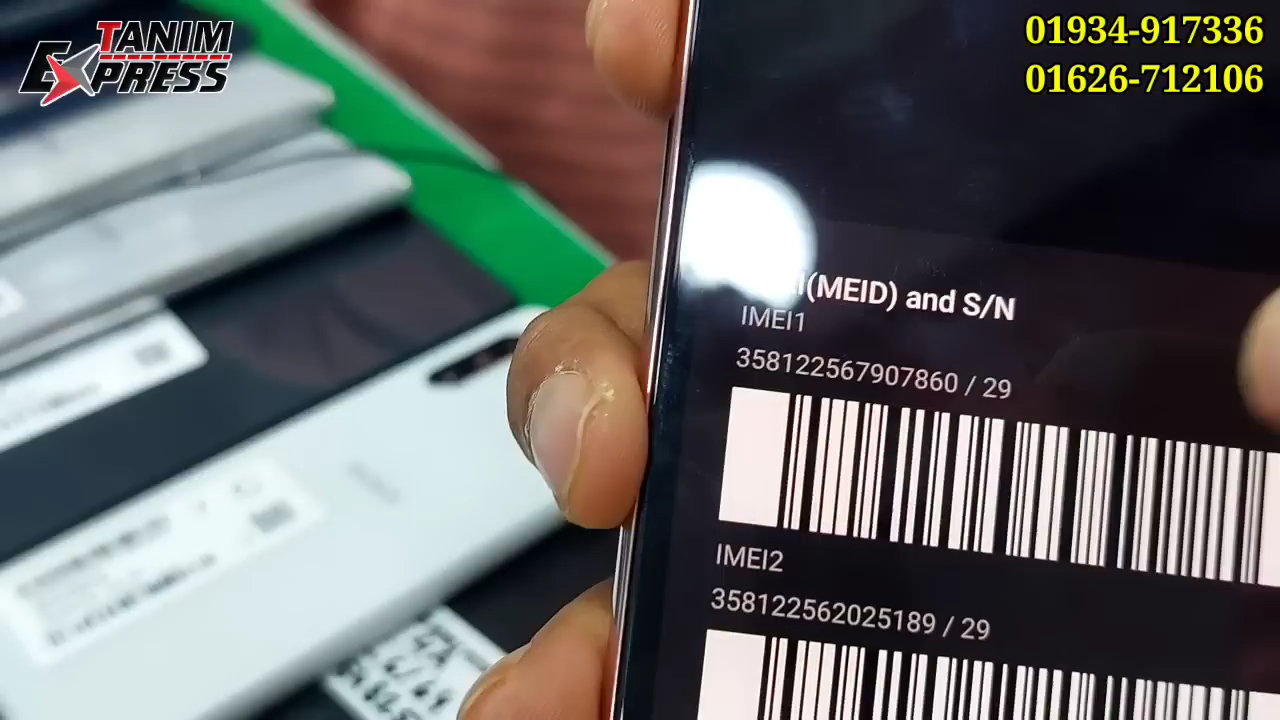 TANIM
EXPRESS
01934-917336
01626-712106
(MEID) and S/N
IMEI1
358122567907860 / 29
IMEI2
358122562025189 / 29